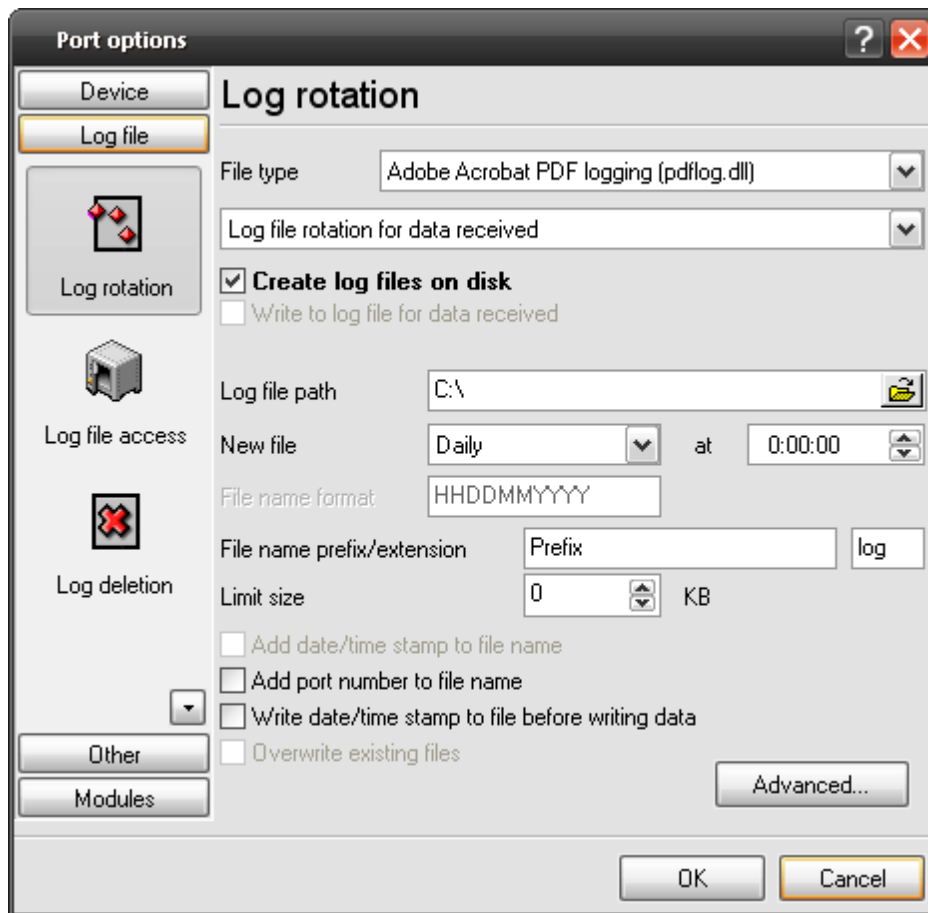 Port options
?
Device
Log file
Log rotation
Log file access
Log deletion
Other
Modules
Log rotation
File type Adobe Acrobat PDF logging (pdflog.dll)
Log file rotation for data received
Create log files on disk
Write to log file for data received
Log file path C:\
New file Daily at 0:00:00
File name format HHDDMMYYYY
File name prefix/extension Prefix log
Limit size 0 KB
Add date/time stamp to file name
Add port number to file name
Write date/time stamp to file before writing data
Overwrite existing files
Advanced...
OK Cancel